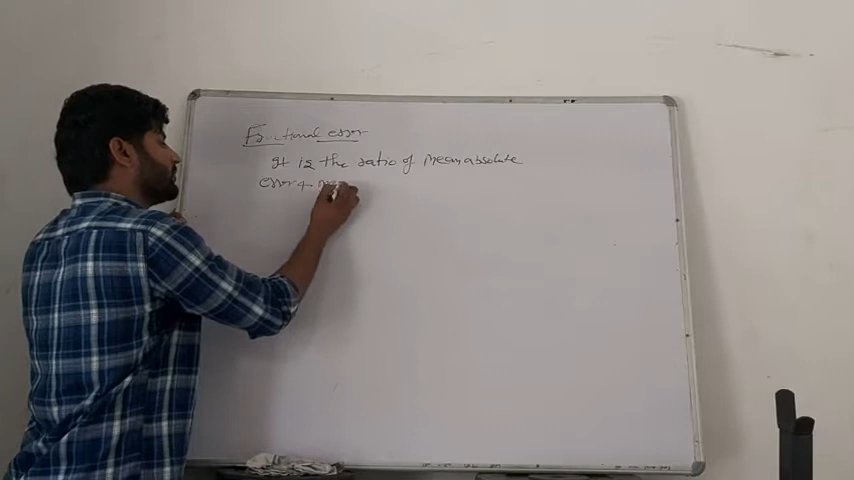 Fractional error
It is the ratio of Mean absolute
error &